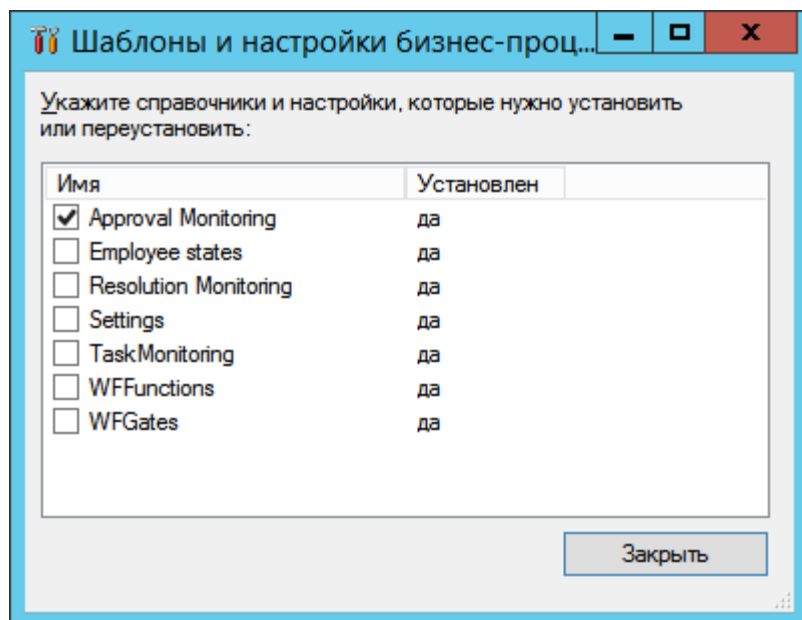 Шаблоны и настройки бизнес-проц...
Укажите справочники и настройки, которые нужно установить
или переустановить:
Имя Установлен
Approval Monitoring да
Employee states да
Resolution Monitoring да
Settings да
TaskMonitoring да
WFFunctions да
WFGates да
Закрыть